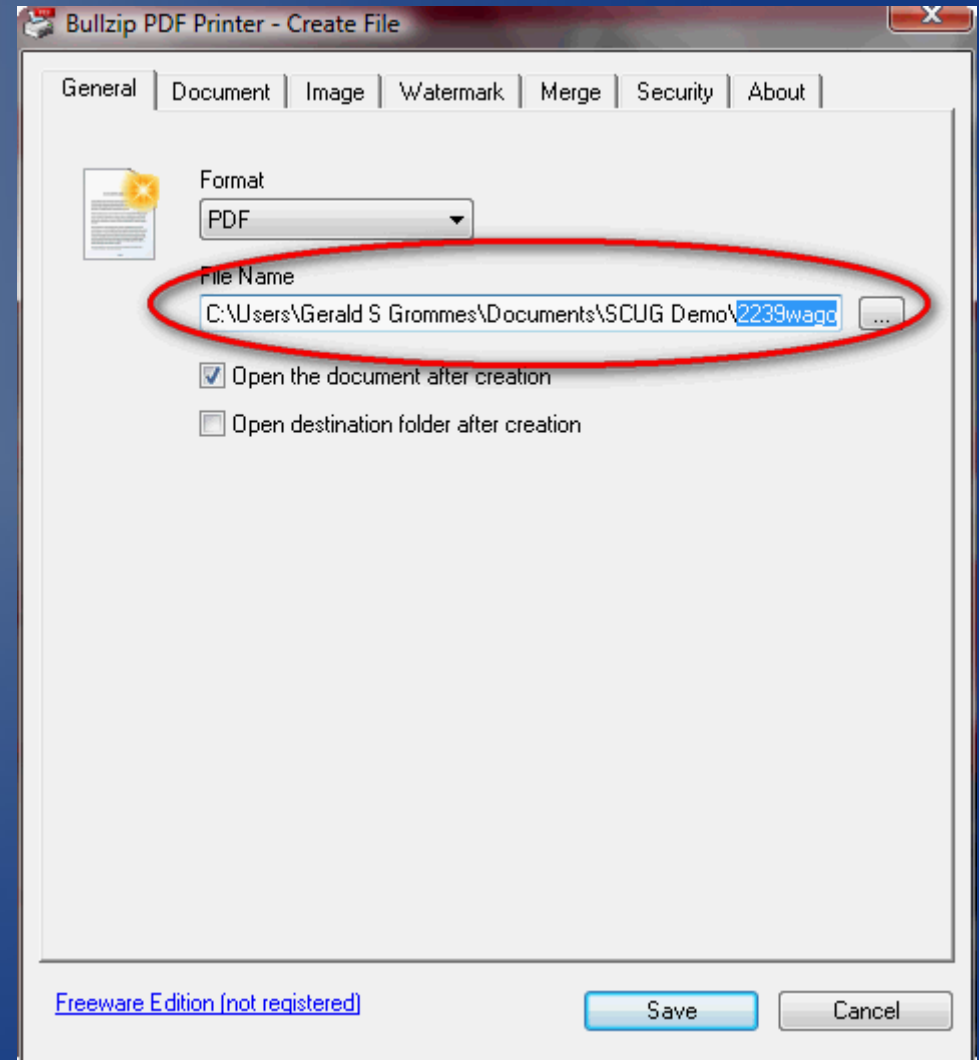 Bullzip PDF Printer - Create File
General Document Image Watermark Merge Security About
Format
PDF
File Name
C:\Users\Gerald S Grommes\Documents\SCUG Demo\2239wago ...
Open the document after creation
Open destination folder after creation
Freeware Edition (not registered)
Save Cancel